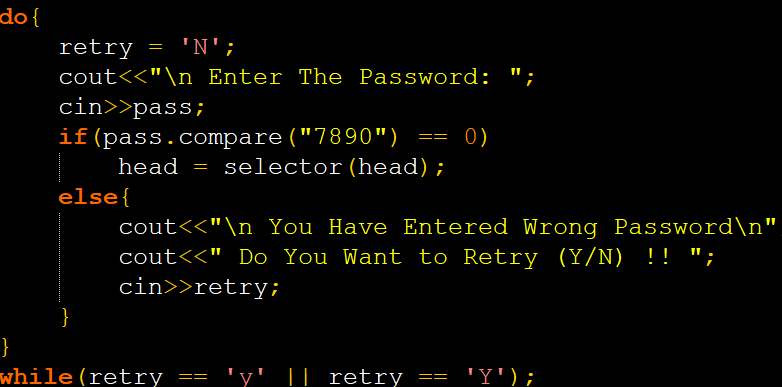 do{
    retry = 'N';
    cout<<"\n Enter The Password: ";
    cin>>pass;
    if(pass.compare("7890") == 0)
        head = selector(head);
    else{
        cout<<"\n You Have Entered Wrong Password\n"
        cout<<" Do You Want to Retry (Y/N) !! ";
        cin>>retry;
    }
}
while(retry == 'y' || retry == 'Y');